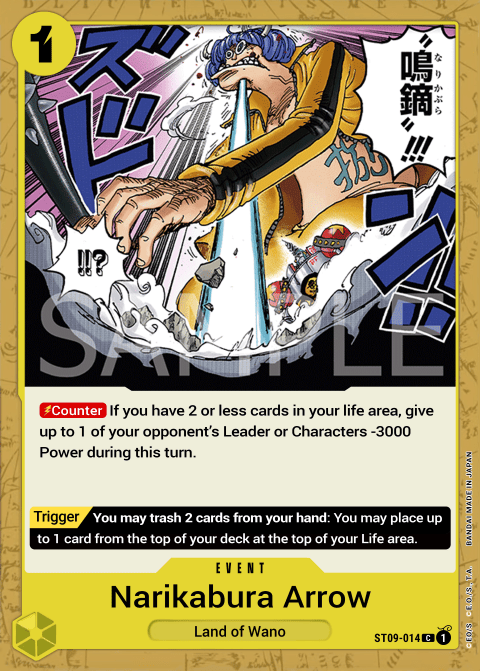 1
ズドッ
"鳴鏑"!!!
なりかぶら
!!?
SAMPLE
Counter If you have 2 or less cards in your life area, give
up to 1 of your opponent's Leader or Characters -3000
Power during this turn.
Trigger You may trash 2 cards from your hand: You may place up
to 1 card from the top of your deck at the top of your Life area.
EVENT
Narikabura Arrow
Land of Wano
ST09-014 C 1
©E.O./S. ©E.O./S.,T.A. BANDAI MADE IN JAPAN